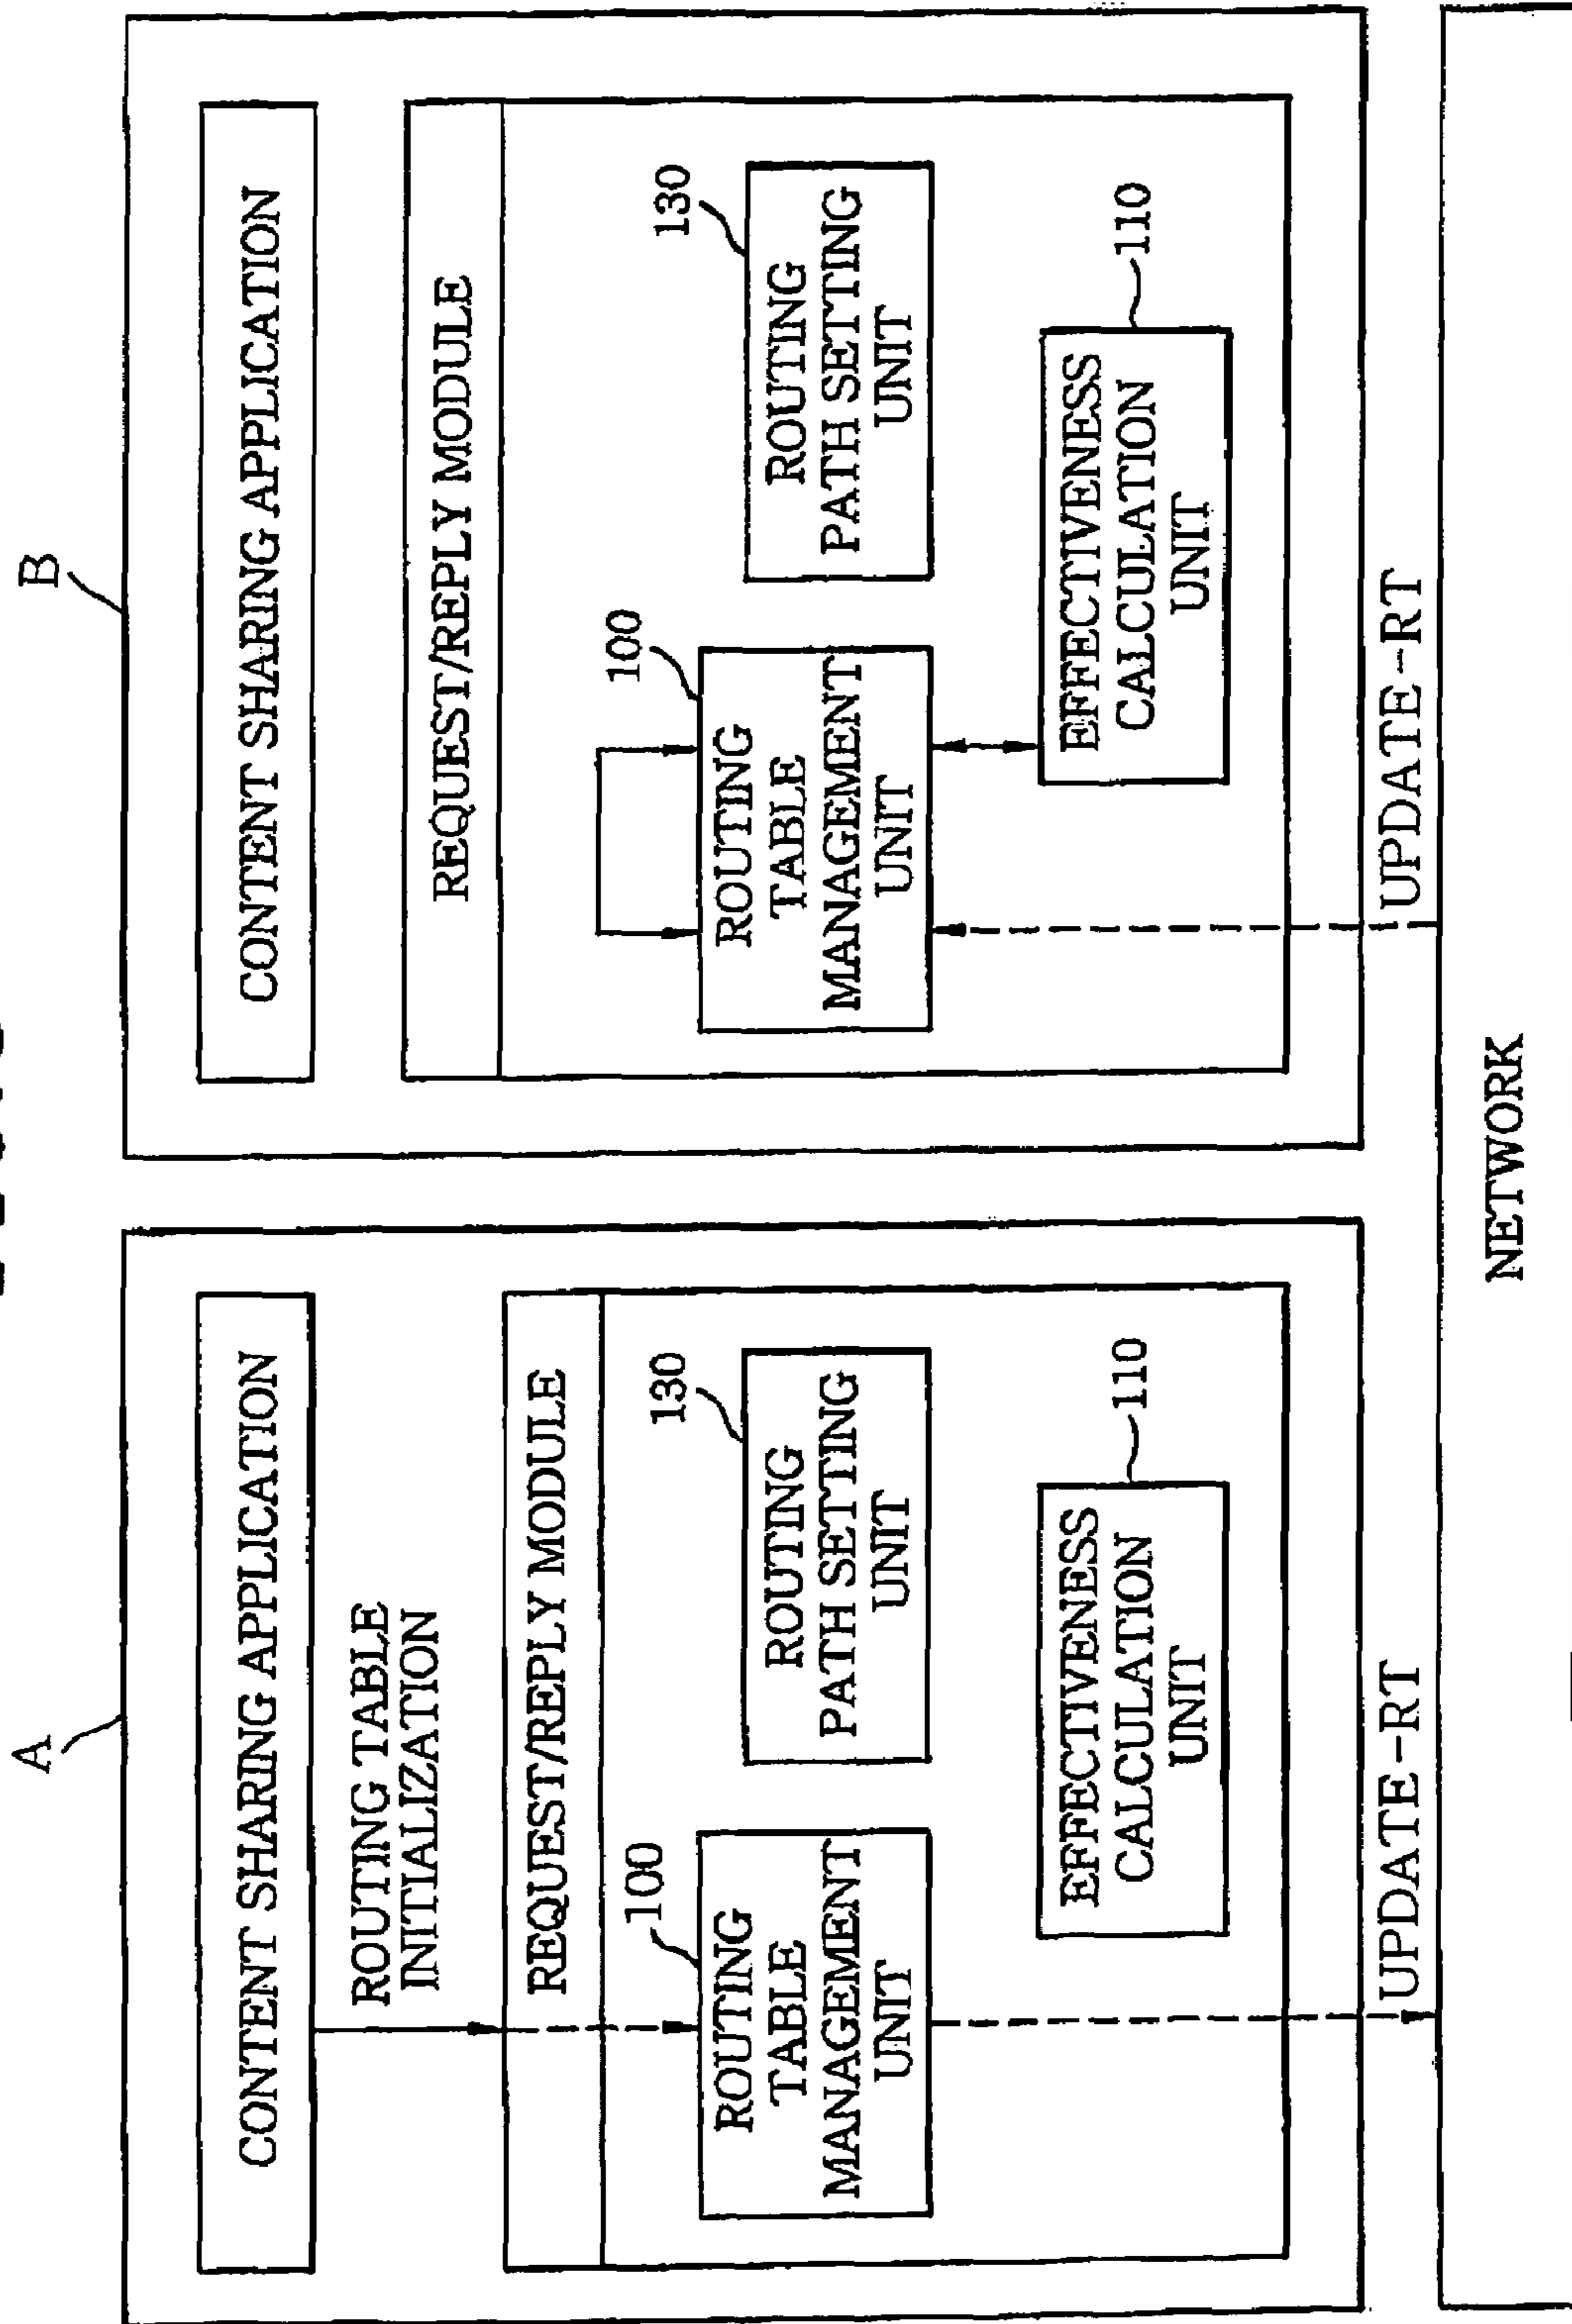 A
CONTENT SHARING APPLICATION
ROUTING TABLE
INITIALIZATION
REQUEST/REPLY MODULE
100
ROUTING
TABLE
MANAGEMENT
UNIT
130
ROUTING
PATH SETTING
UNIT
110
EFFECTIVENESS
CALCULATION
UNIT
UPDATE-RT
B
CONTENT SHARING APPLICATION
REQUEST/REPLY MODULE
100
ROUTING
TABLE
MANAGEMENT
UNIT
130
ROUTING
PATH SETTING
UNIT
110
EFFECTIVENESS
CALCULATION
UNIT
UPDATE-RT
NETWORK